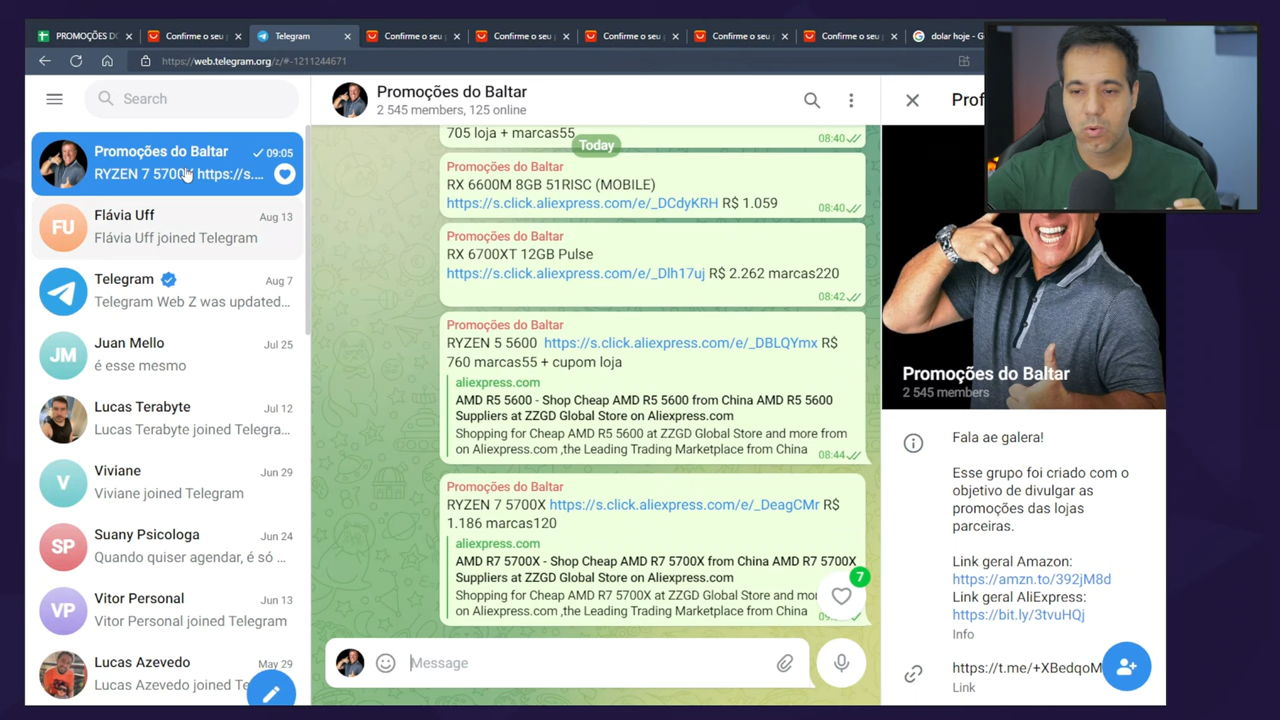 PROMOÇÕES DO
Confirme o seu
Telegram
Confirme o seu
Confirme o seu
Confirme o seu
Confirme o seu
Confirme o seu
dolar hoje - G
https://web.telegram.org/z/#-1211244671
Search
Promoções do Baltar
09:05
RYZEN 7 5700X https://s....
FU
Flávia Uff
Aug 13
Flávia Uff joined Telegram
Telegram
Aug 7
Telegram Web Z was updated...
JM
Juan Mello
Jul 25
é esse mesmo
Lucas Terabyte
Jul 12
Lucas Terabyte joined Telegra...
V
Viviane
Jun 29
Viviane joined Telegram
SP
Suany Psicologa
Jun 24
Quando quiser agendar, é só ...
VP
Vitor Personal
Jun 13
Vitor Personal joined Telegram
Lucas Azevedo
May 29
Lucas Azevedo joined Te
Promoções do Baltar
2 545 members, 125 online
705 loja + marcas55
08:40
Today
Promoções do Baltar
RX 6600M 8GB 51RISC (MOBILE)
https://s.click.aliexpress.com/e/_DCdyKRH R$ 1.059
08:40
Promoções do Baltar
RX 6700XT 12GB Pulse
https://s.click.aliexpress.com/e/_Dlh17uj R$ 2.262 marcas220
08:42
Promoções do Baltar
RYZEN 5 5600 https://s.click.aliexpress.com/e/_DBLQYmx R$
760 marcas55 + cupom loja
aliexpress.com
AMD R5 5600 - Shop Cheap AMD R5 5600 from China AMD R5 5600
Suppliers at ZZGD Global Store on Aliexpress.com
Shopping for Cheap AMD R5 5600 at ZZGD Global Store and more from
on Aliexpress.com ,the Leading Trading Marketplace from China
08:44
Promoções do Baltar
RYZEN 7 5700X https://s.click.aliexpress.com/e/_DeagCMr R$
1.186 marcas120
aliexpress.com
AMD R7 5700X - Shop Cheap AMD R7 5700X from China AMD R7 5700X
Suppliers at ZZGD Global Store on Aliexpress.com
Shopping for Cheap AMD R7 5700X at ZZGD Global Store and mor
on Aliexpress.com ,the Leading Trading Marketplace from China
7
Message
Prof
Promoções do Baltar
2 545 members
Fala ae galera!
Esse grupo foi criado com o
objetivo de divulgar as
promoções das lojas
parceiras.
Link geral Amazon:
https://amzn.to/392jM8d
Link geral AliExpress:
https://bit.ly/3tvuHQj
Info
https://t.me/+XBedqoM
Link